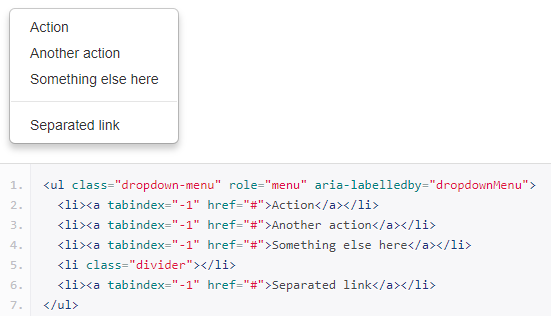 Action
Another action
Something else here
Separated link
1. <ul class="dropdown-menu" role="menu" aria-labelledby="dropdownMenu">
2.   <li><a tabindex="-1" href="#">Action</a></li>
3.   <li><a tabindex="-1" href="#">Another action</a></li>
4.   <li><a tabindex="-1" href="#">Something else here</a></li>
5.   <li class="divider"></li>
6.   <li><a tabindex="-1" href="#">Separated link</a></li>
7. </ul>